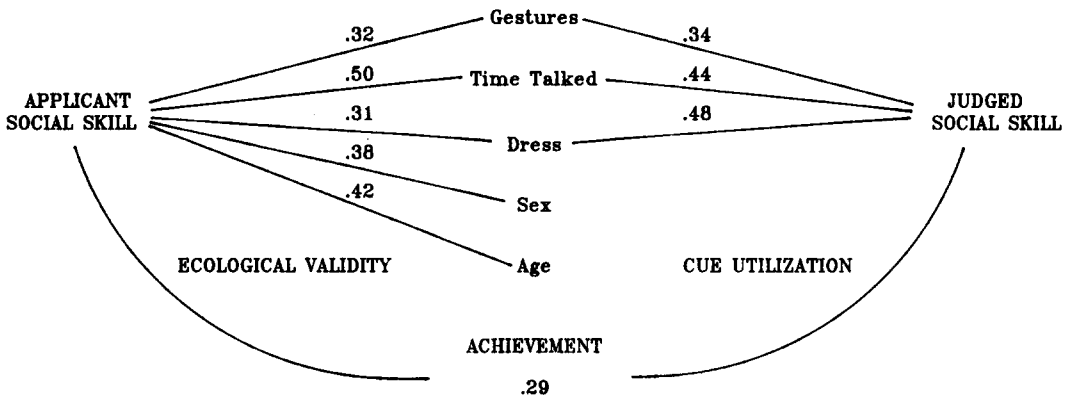 Gestures
.32
.34
.50
Time Talked
.44
APPLICANT
SOCIAL SKILL
.31
.48
JUDGED
SOCIAL SKILL
Dress
.38
.42
Sex
ECOLOGICAL VALIDITY
Age
CUE UTILIZATION
ACHIEVEMENT
.29